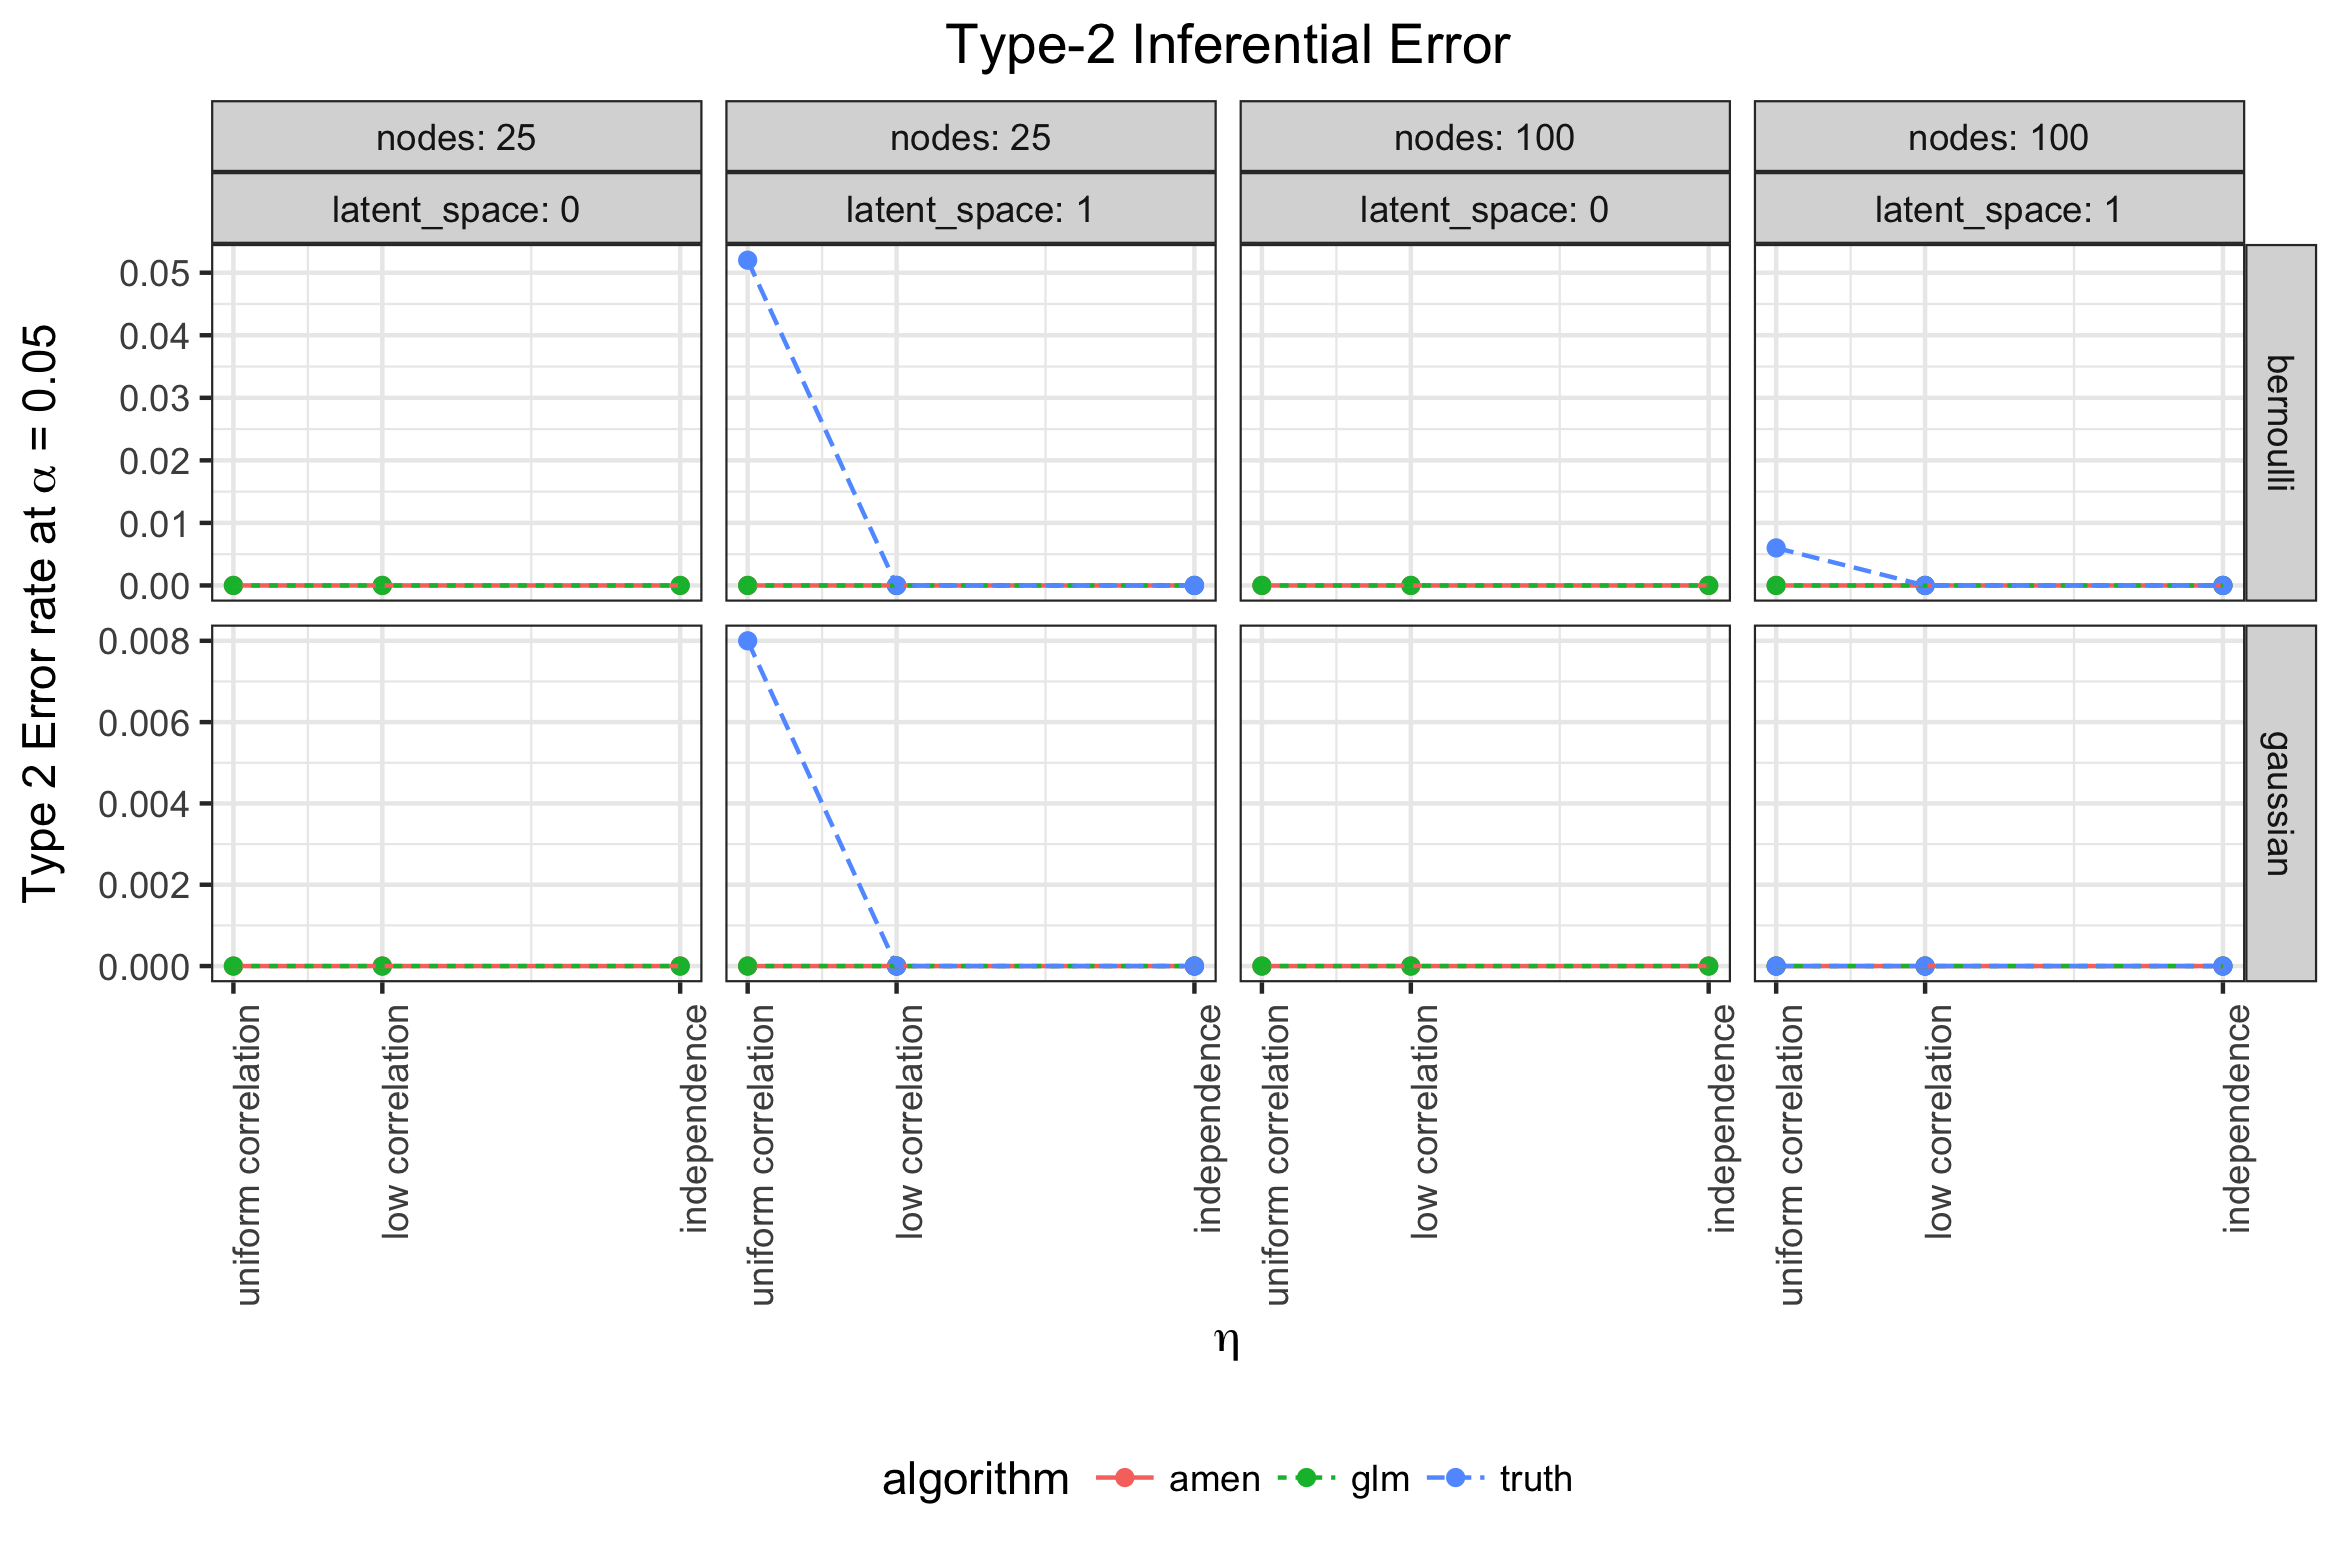 Type-2 Inferential Error
nodes: 25
nodes: 25
nodes: 100
nodes: 100
latent_space: 0
latent_space: 1
latent_space: 0
latent_space: 1
Type 2 Error rate at α = 0.05
0.05
0.04
0.03
0.02
0.01
0.00
bernoulli
0.008
0.006
0.004
0.002
0.000
gaussian
uniform correlation
low correlation
independence
uniform correlation
low correlation
independence
uniform correlation
low correlation
independence
uniform correlation
low correlation
independence
η
algorithm amen glm truth